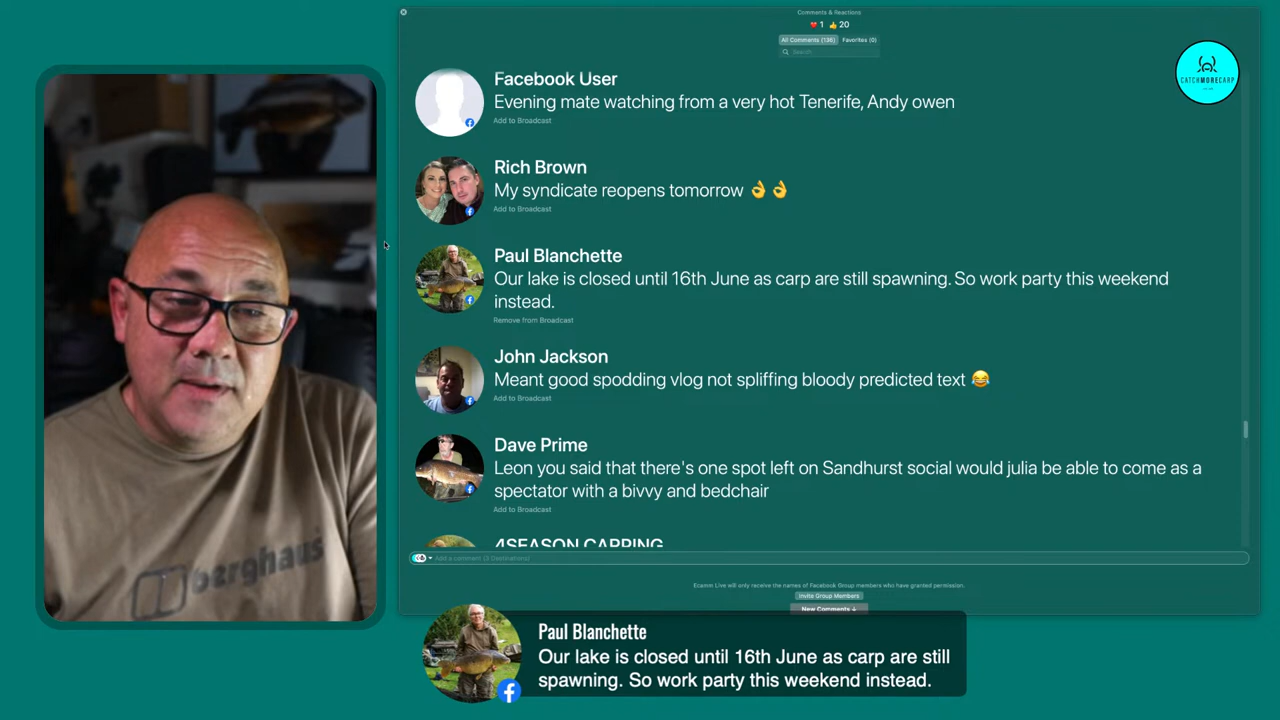 Comments & Reactions
❤️ 1 👍 20
All Comments (136) Favorites (0)
Search
CATCHMORECARP
Facebook User
Evening mate watching from a very hot Tenerife, Andy owen
Add to Broadcast
Rich Brown
My syndicate reopens tomorrow 👌👌
Add to Broadcast
Paul Blanchette
Our lake is closed until 16th June as carp are still spawning. So work party this weekend
instead.
Remove from Broadcast
John Jackson
Meant good spodding vlog not spliffing bloody predicted text 😂
Add to Broadcast
Dave Prime
Leon you said that there's one spot left on Sandhurst social would julia be able to come as a
spectator with a bivvy and bedchair
Add to Broadcast
4SEASON CARPING
Add a comment (3 Destinations)
Ecamm Live will only receive the names of Facebook Group members who have granted permission.
Invite Group Members
New Comments ↓
berghaus
Paul Blanchette
Our lake is closed until 16th June as carp are still
spawning. So work party this weekend instead.